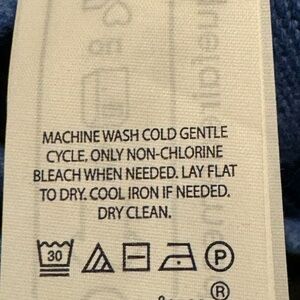 MACHINE WASH COLD GENTLE
CYCLE, ONLY NON-CHLORINE
BLEACH WHEN NEEDED. LAY FLAT
TO DRY. COOL IRON IF NEEDED.
DRY CLEAN.
30 P
®